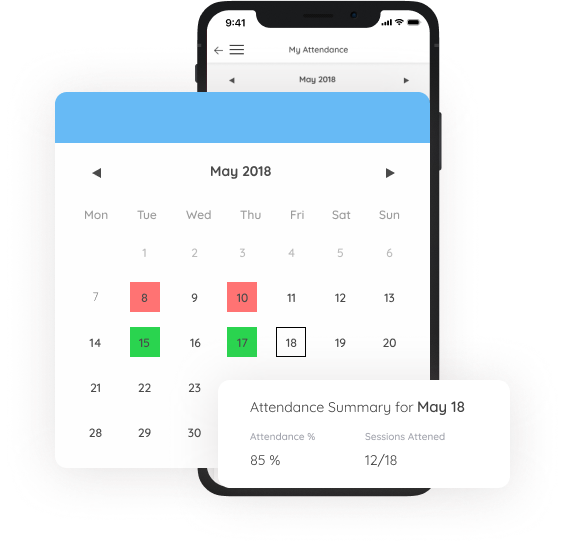 9:41
My Attendance
May 2018
May 2018
Mon Tue Wed Thu Fri Sat Sun
1 2 3 4 5 6
7 8 9 10 11 12 13
14 15 16 17 18 19 20
21 22 23
28 29 30
Attendance Summary for May 18
Attendance % Sessions Attened
85 % 12/18